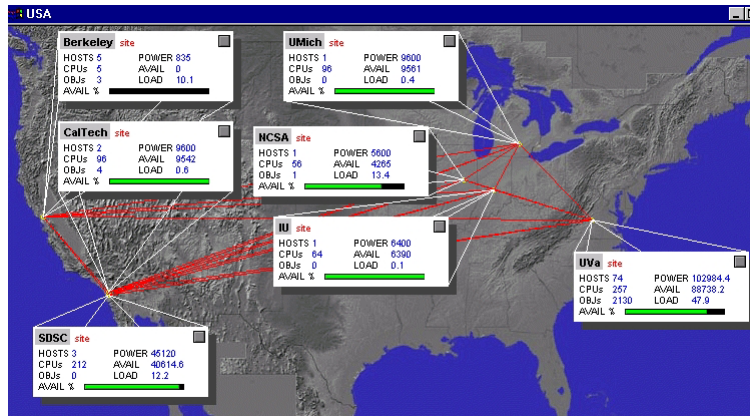 USA
Berkeley site
HOSTS 5 POWER 835
CPUs 5 AVAIL 0
OBJs 3 LOAD 10.1
AVAIL %
UMich site
HOSTS 1 POWER 9600
CPUs 96 AVAIL 9561
OBJs 0 LOAD 0.4
AVAIL %
CalTech site
HOSTS 2 POWER 9600
CPUs 96 AVAIL 9542
OBJs 4 LOAD 0.6
AVAIL %
NCSA site
HOSTS 1 POWER 5600
CPUs 56 AVAIL 4265
OBJs 1 LOAD 13.4
AVAIL %
IU site
HOSTS 1 POWER 6400
CPUs 64 AVAIL 6390
OBJs 0 LOAD 0.1
AVAIL %
UVa site
HOSTS 74 POWER 102984.4
CPUs 257 AVAIL 88738.2
OBJs 2130 LOAD 47.9
AVAIL %
SDSC site
HOSTS 3 POWER 45120
CPUs 212 AVAIL 40614.6
OBJs 0 LOAD 12.2
AVAIL %